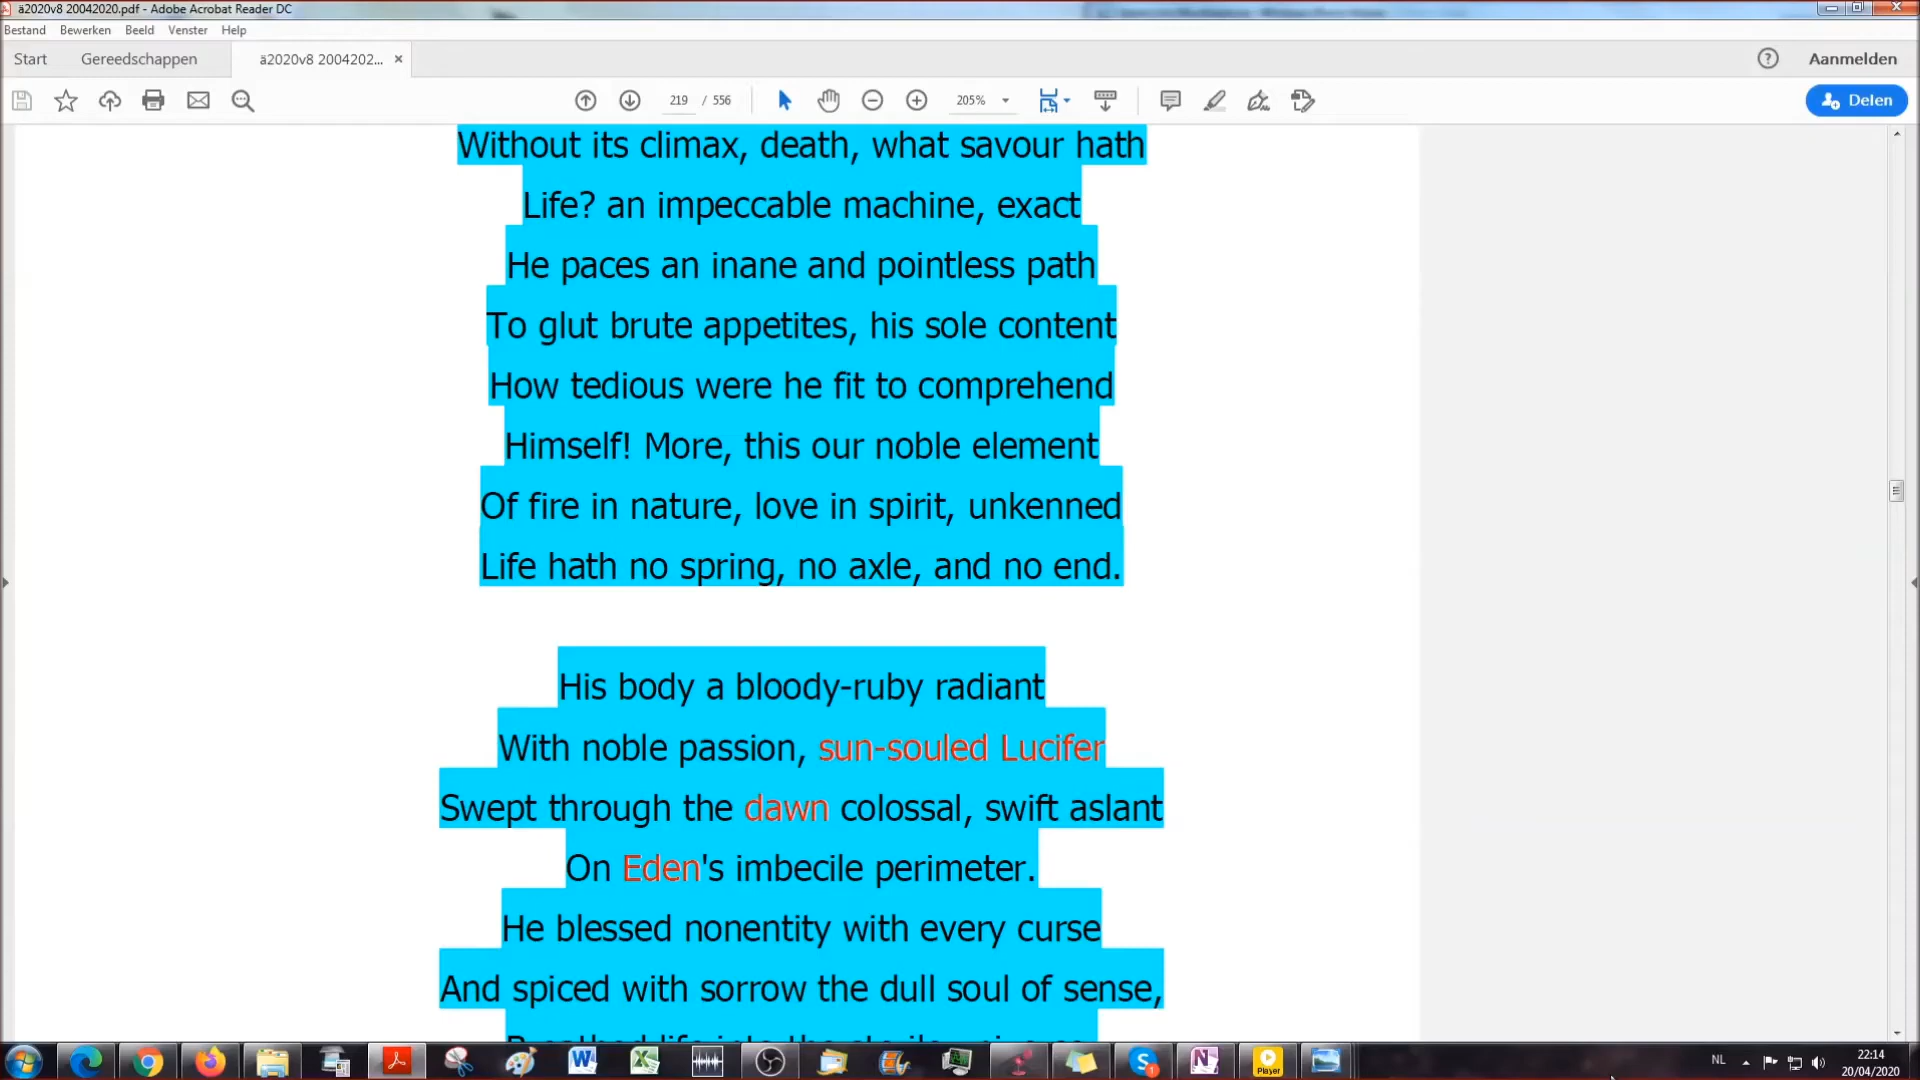 ä2020v8 20042020.pdf - Adobe Acrobat Reader DC
Bestand Bewerken Beeld Venster Help
Start Gereedschappen ä2020v8 2004202... × Aanmelden
219 / 556 205% Delen
Without its climax, death, what savour hath
Life? an impeccable machine, exact
He paces an inane and pointless path
To glut brute appetites, his sole content
How tedious were he fit to comprehend
Himself! More, this our noble element
Of fire in nature, love in spirit, unkenned
Life hath no spring, no axle, and no end.
His body a bloody-ruby radiant
With noble passion, sun-souled Lucifer
Swept through the dawn colossal, swift aslant
On Eden's imbecile perimeter.
He blessed nonentity with every curse
And spiced with sorrow the dull soul of sense,
Player
NL 22:14
20/04/2020